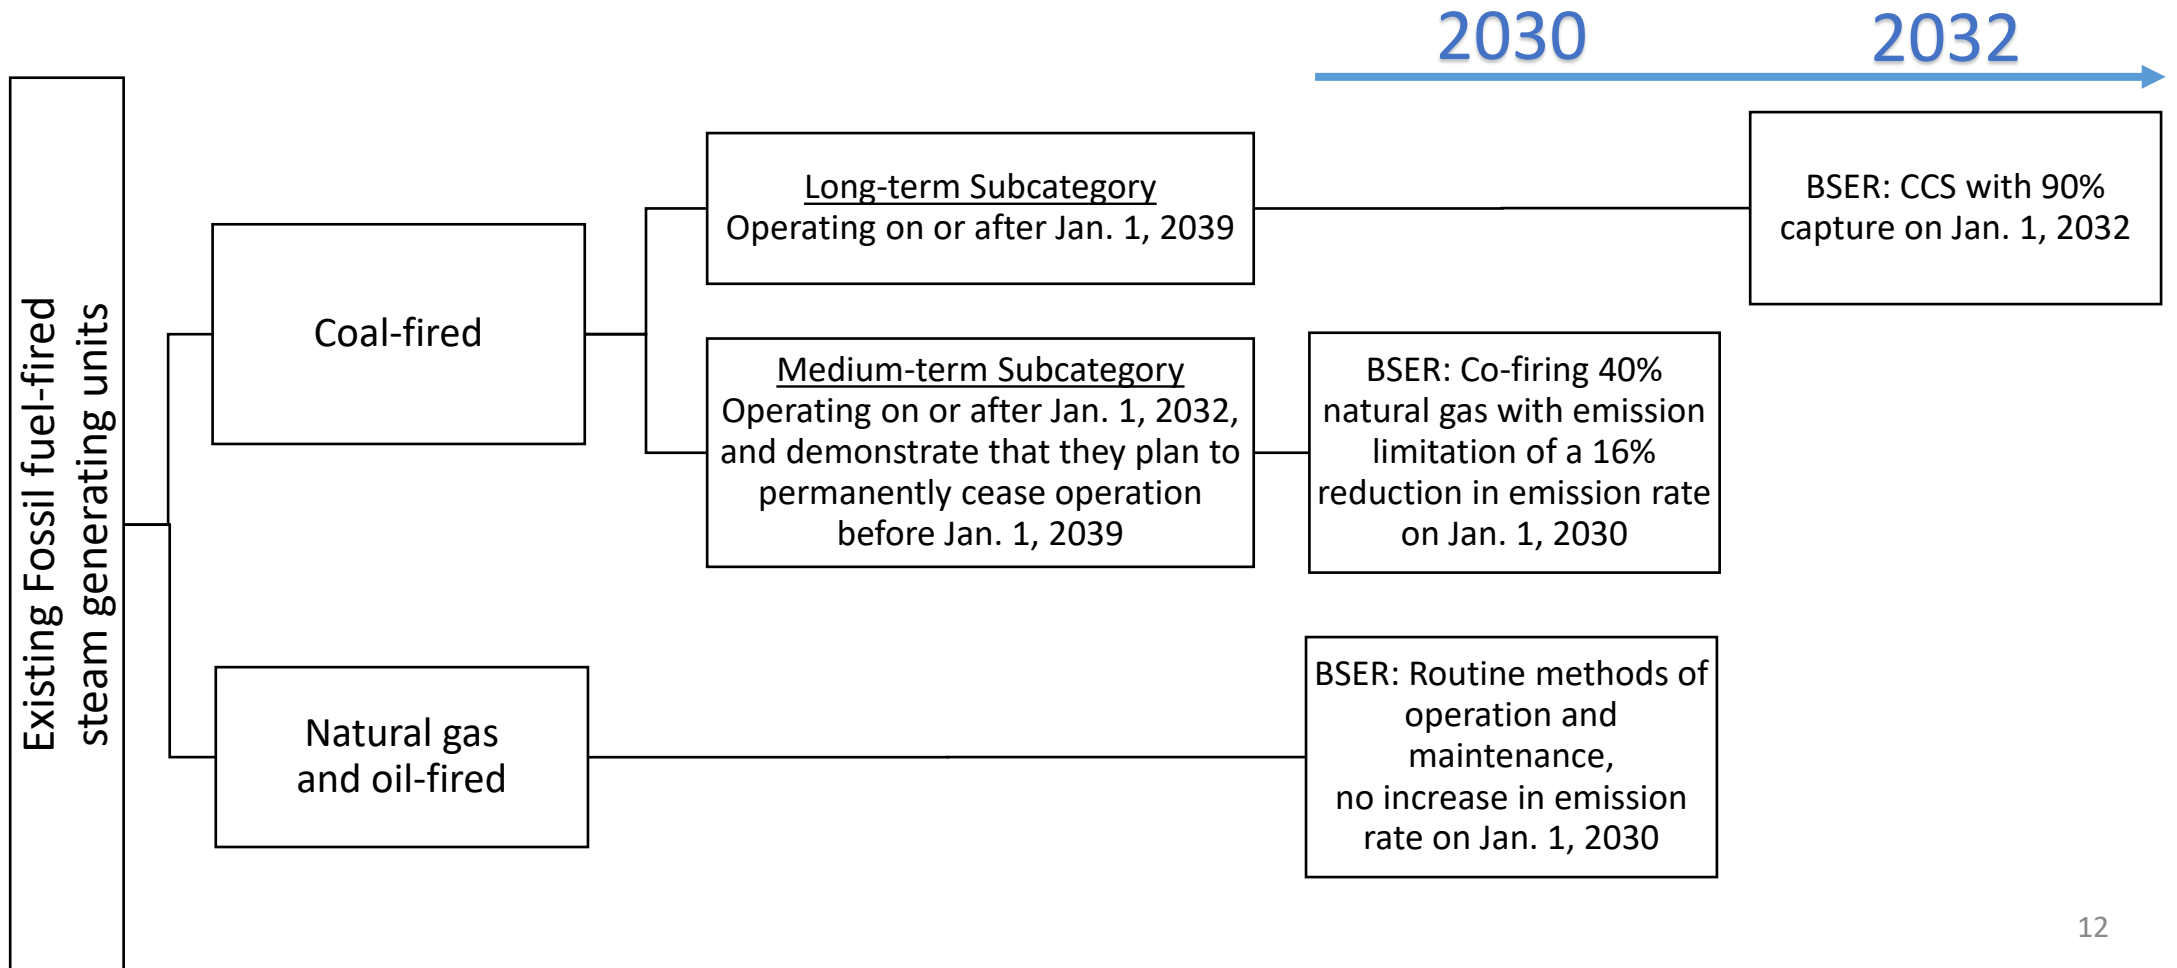 2030
2032
Existing Fossil fuel-fired
steam generating units
Coal-fired
Long-term Subcategory
Operating on or after Jan. 1, 2039
BSER: CCS with 90%
capture on Jan. 1, 2032
Medium-term Subcategory
Operating on or after Jan. 1, 2032,
and demonstrate that they plan to
permanently cease operation
before Jan. 1, 2039
BSER: Co-firing 40%
natural gas with emission
limitation of a 16%
reduction in emission rate
on Jan. 1, 2030
Natural gas
and oil-fired
BSER: Routine methods of
operation and
maintenance,
no increase in emission
rate on Jan. 1, 2030
12